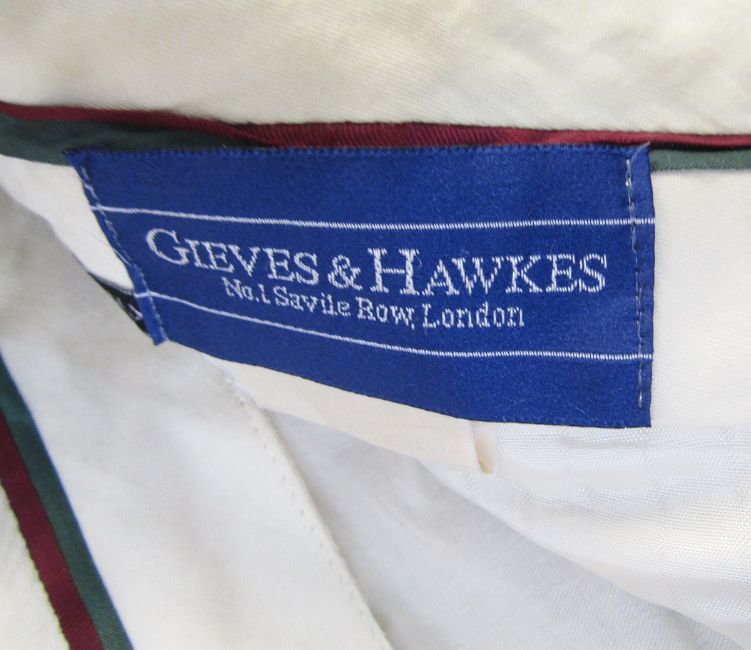 GIEVES & HAWKES
No.1 Savile Row, London